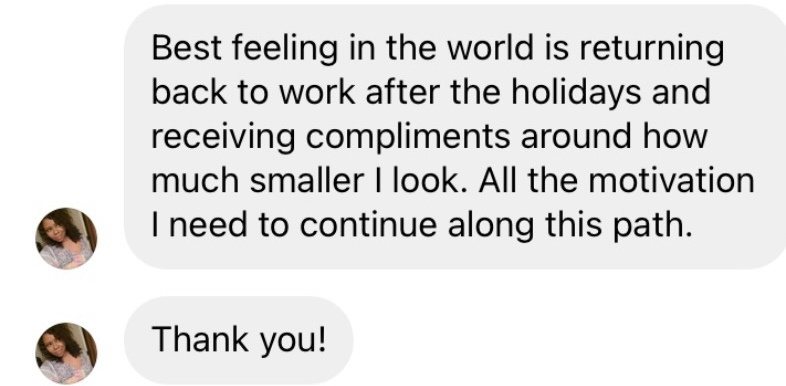 Best feeling in the world is returning
back to work after the holidays and
receiving compliments around how
much smaller I look. All the motivation
I need to continue along this path.
Thank you!